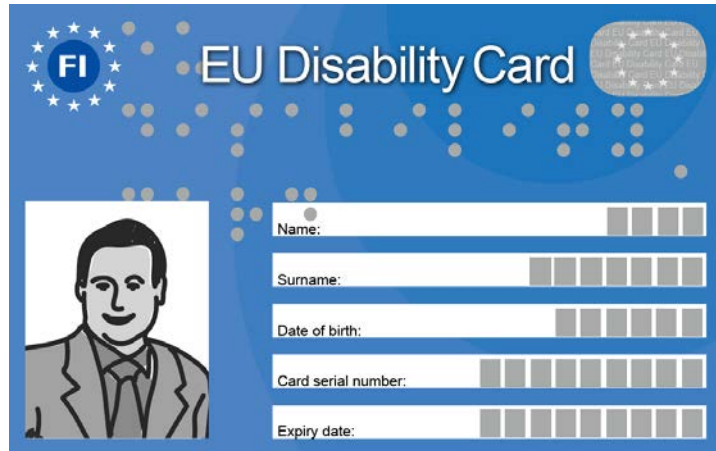 FI
EU Disability Card
Name:
Surname:
Date of birth:
Card serial number:
Expiry date: